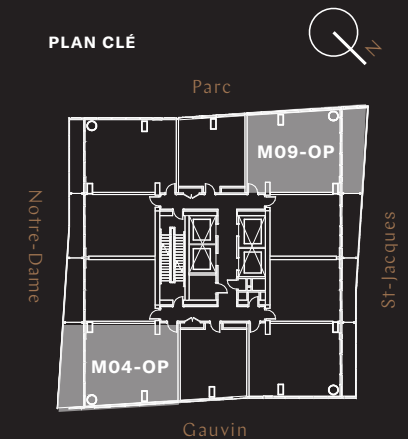 PLAN CLÉ
N
Parc
M09-OP
Notre-Dame
St-Jacques
M04-OP
Gauvin